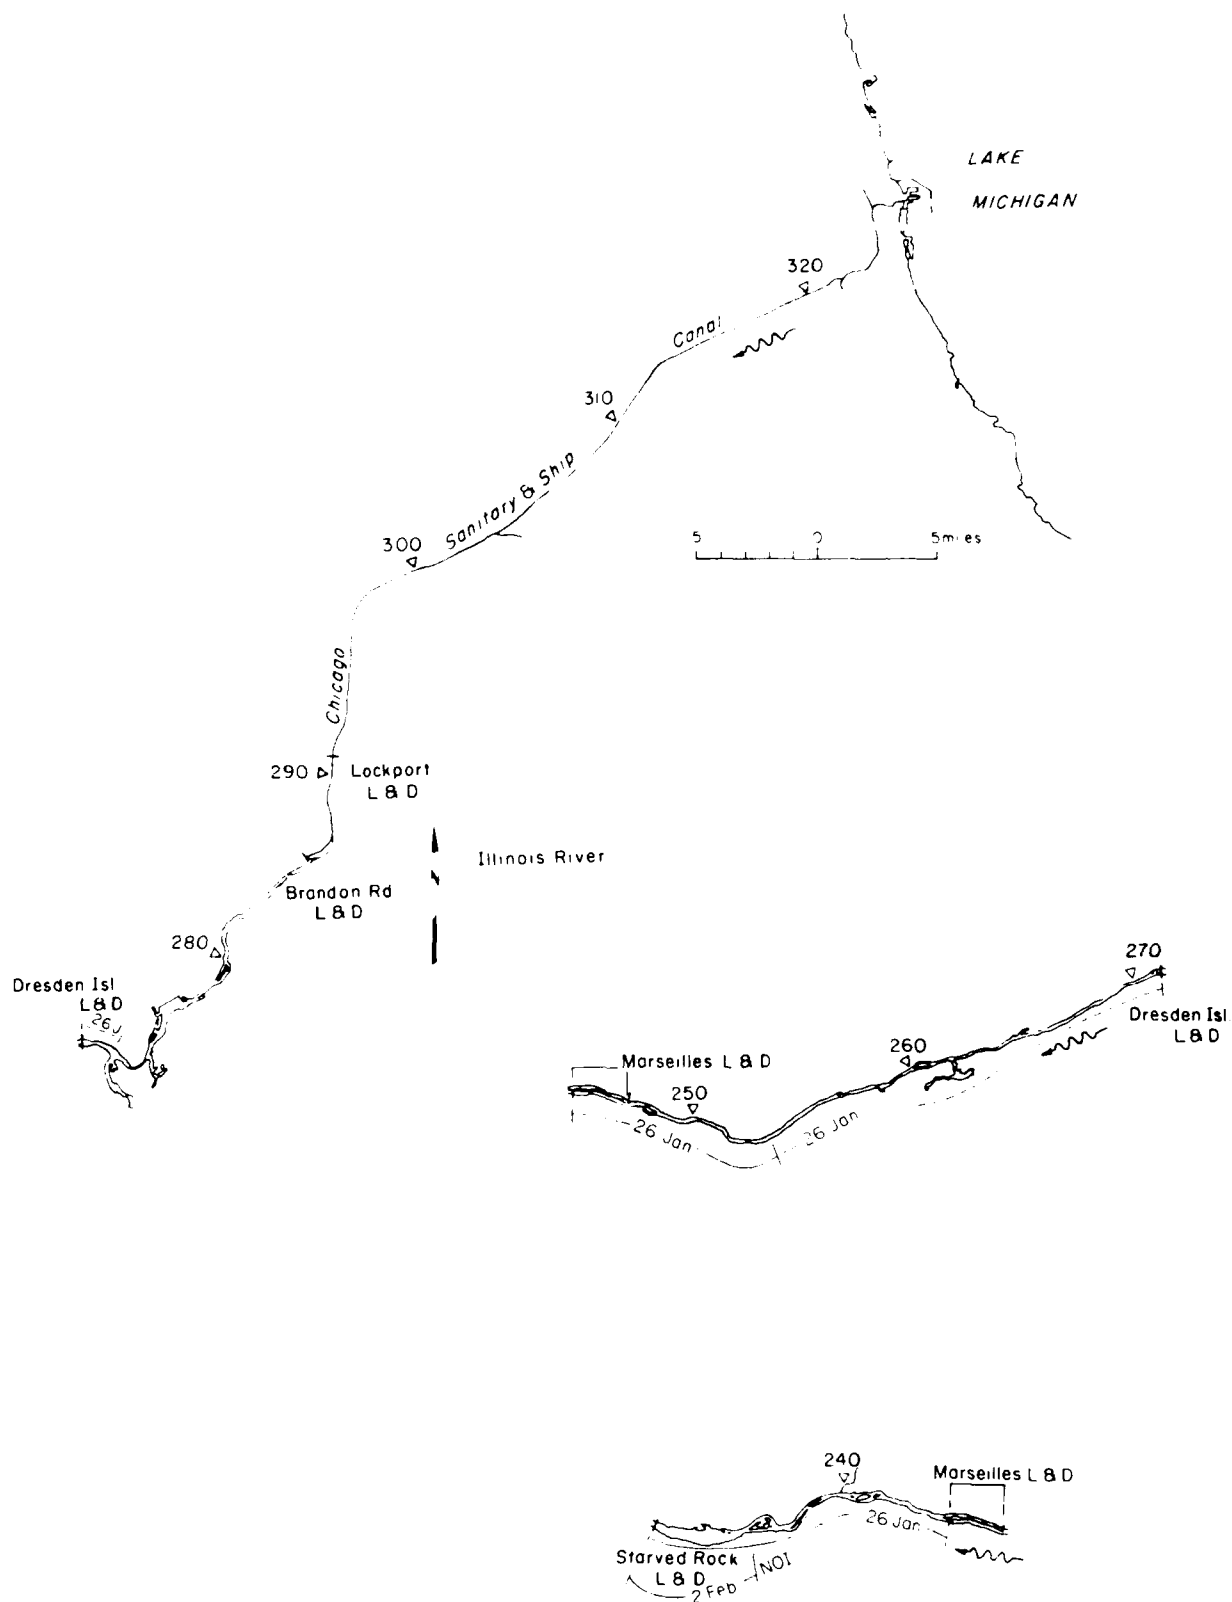 LAKE
MICHIGAN
320
Canal
310
Sanitary & Ship
300
5 0 5 miles
Chicago
290
Lockport
L & D
Illinois River
Brandon Rd
L & D
280
Dresden Isl
L & D
26 J
270
Dresden Isl
L & D
260
Marseilles L & D
250
26 Jan
26 Jan
240
Marseilles L & D
26 Jan
Starved Rock
L & D
NOI
2 Feb